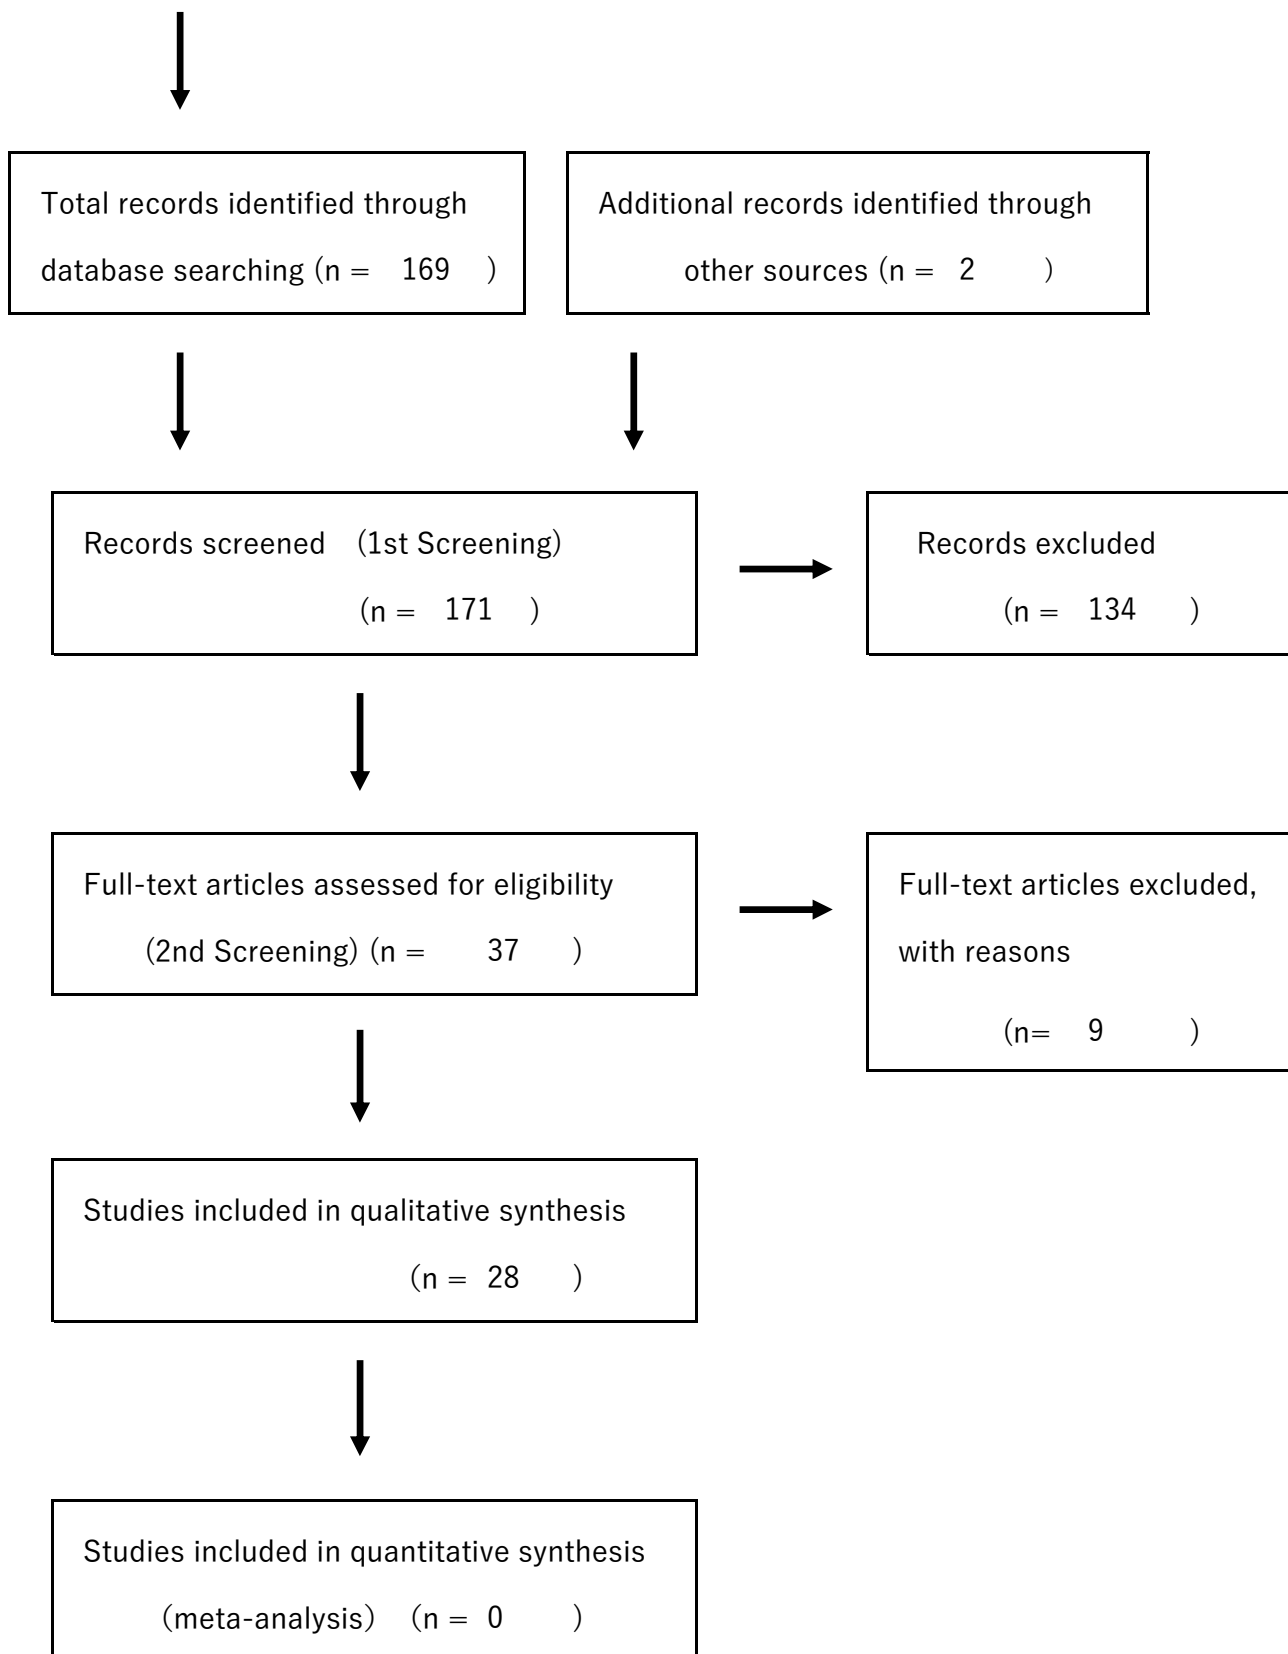 Total records identified through
database searching (n = 169 )
Additional records identified through
other sources (n = 2 )
Records screened (1st Screening)
(n = 171 )
Records excluded
(n = 134 )
Full-text articles assessed for eligibility
(2nd Screening) (n = 37 )
Full-text articles excluded,
with reasons
(n= 9 )
Studies included in qualitative synthesis
(n = 28 )
Studies included in quantitative synthesis
(meta-analysis) (n = 0 )